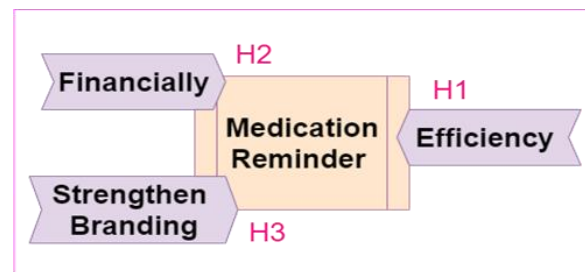 H2
Financially
H1
Medication
Reminder
Efficiency
Strengthen
Branding
H3